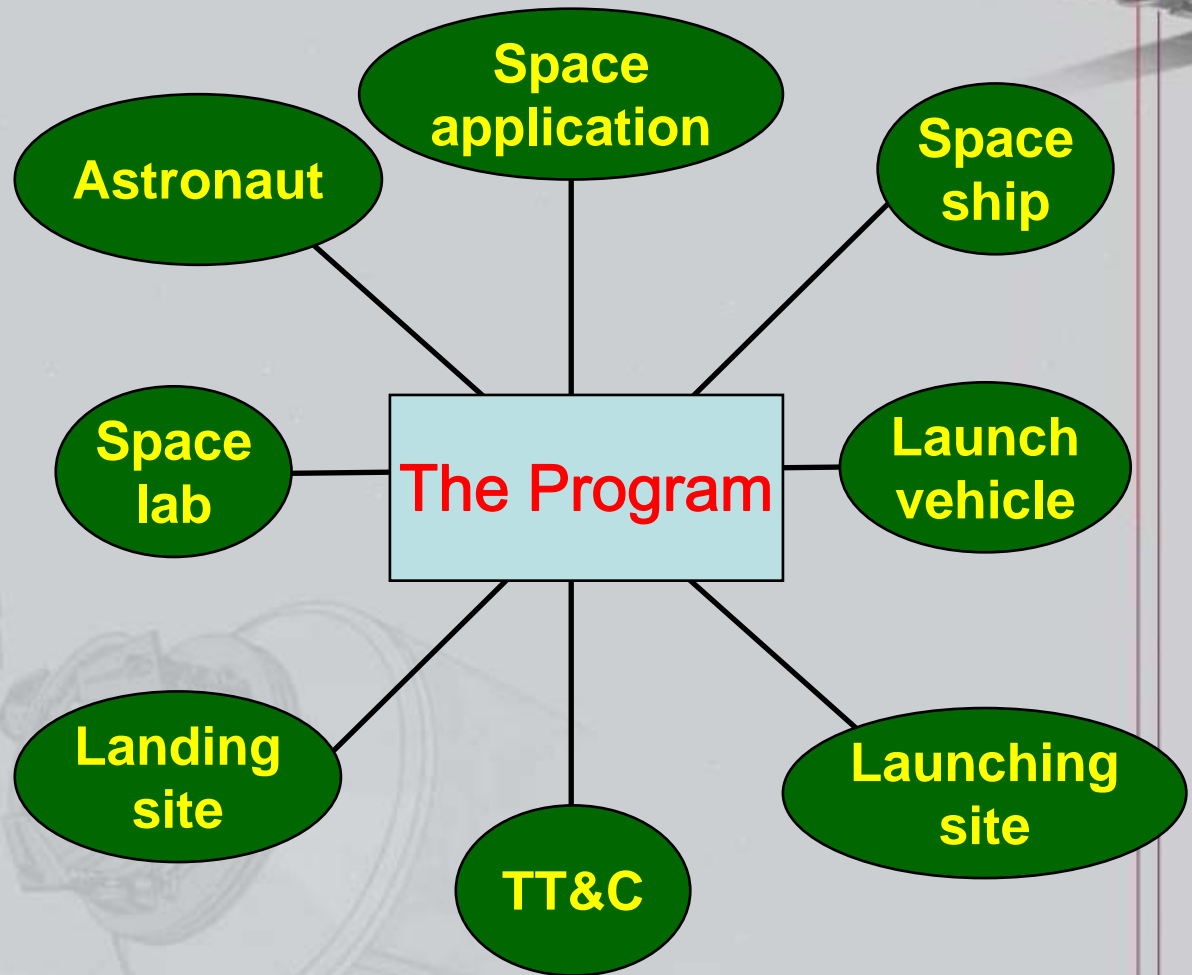 Space
application
Astronaut
Space
ship
Space
lab
The Program
Launch
vehicle
Landing
site
TT&C
Launching
site